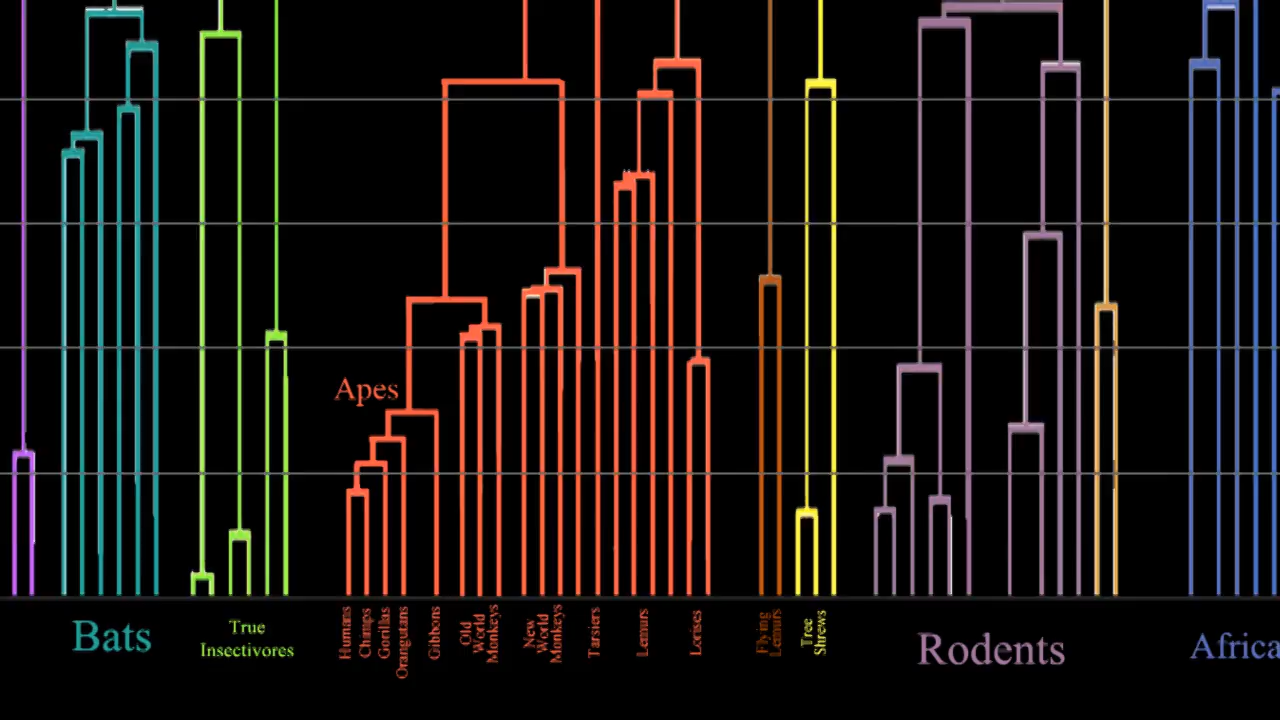 Apes
Bats
True
Insectivores
Humans
Chimps
Gorillas
Orangutans
Gibbons
Old
World
Monkeys
New
World
Monkeys
Tarsiers
Lemurs
Lorises
Flying
Lemurs
Tree
Shrews
Rodents
Africa